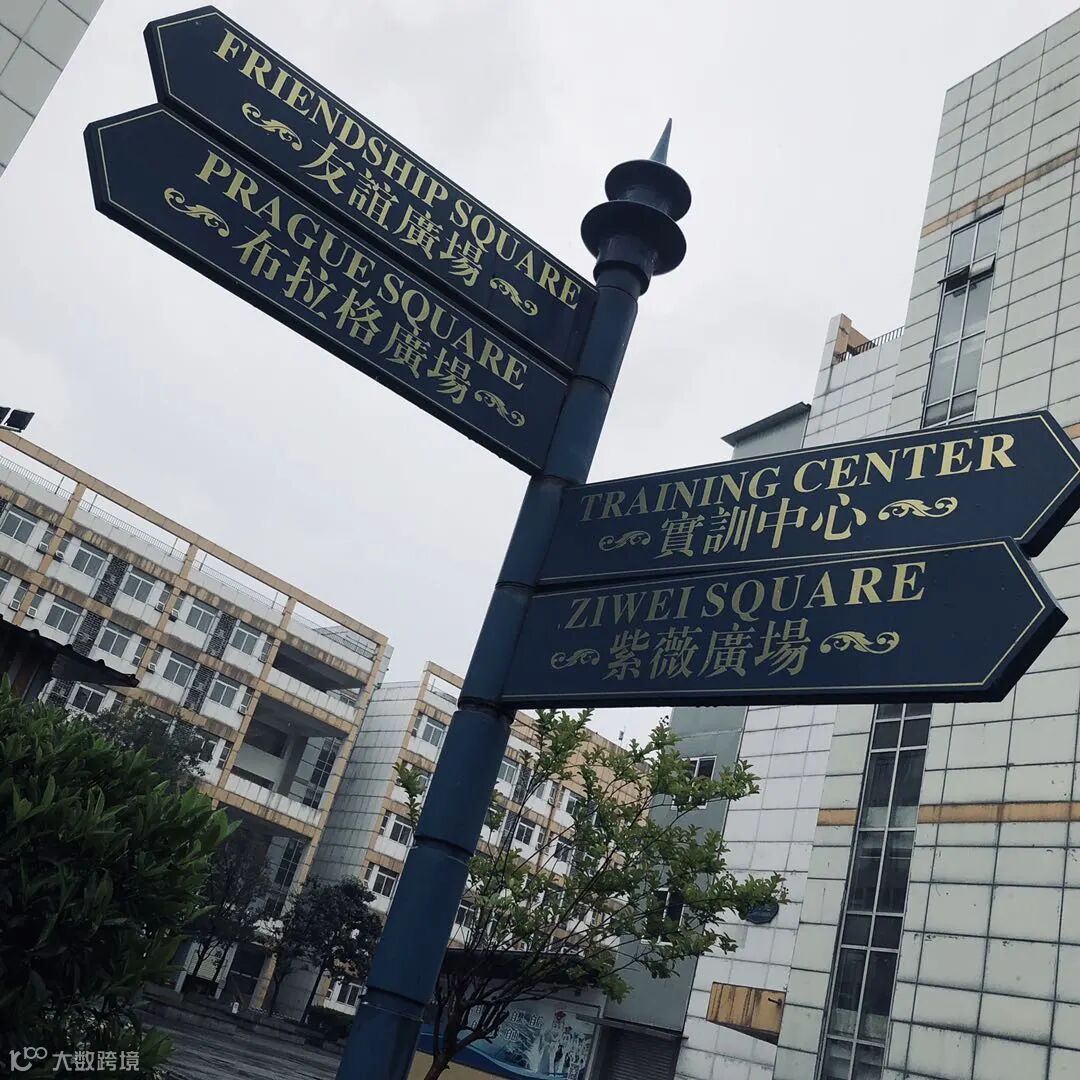 FRIENDSHIP SQUARE
友誼廣場
PRAGUE SQUARE
布拉格廣場
TRAINING CENTER
實訓中心
ZIWEI SQUARE
紫薇廣場
大数跨境